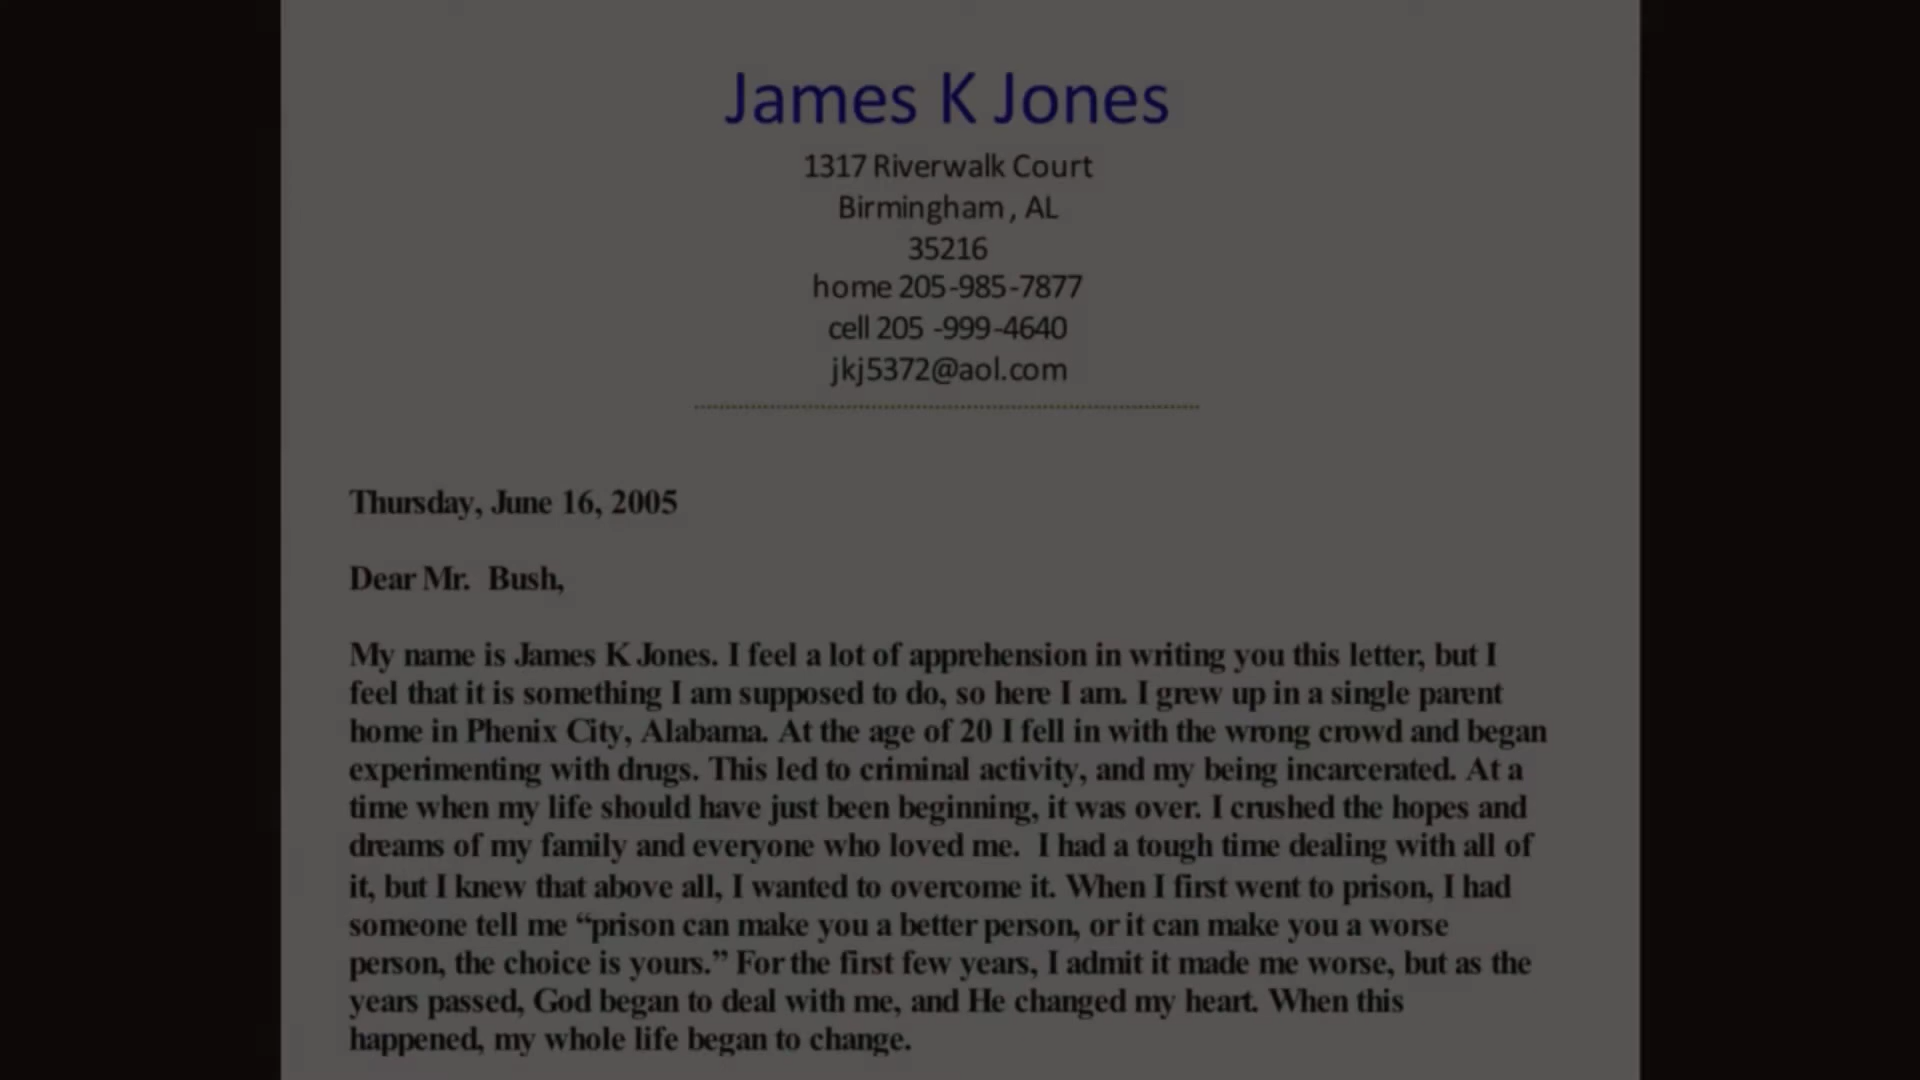 James K Jones
1317 Riverwalk Court
Birmingham, AL
35216
home 205-985-7877
cell 205 -999-4640
jkj5372@aol.com
Thursday, June 16, 2005
Dear Mr.  Bush,
My name is James K Jones. I feel a lot of apprehension in writing you this letter, but I
feel that it is something I am supposed to do, so here I am. I grew up in a single parent
home in Phenix City, Alabama. At the age of 20 I fell in with the wrong crowd and began
experimenting with drugs. This led to criminal activity, and my being incarcerated. At a
time when my life should have just been beginning, it was over. I crushed the hopes and
dreams of my family and everyone who loved me.  I had a tough time dealing with all of
it, but I knew that above all, I wanted to overcome it. When I first went to prison, I had
someone tell me “prison can make you a better person, or it can make you a worse
person, the choice is yours.” For the first few years, I admit it made me worse, but as the
years passed, God began to deal with me, and He changed my heart. When this
happened, my whole life began to change.